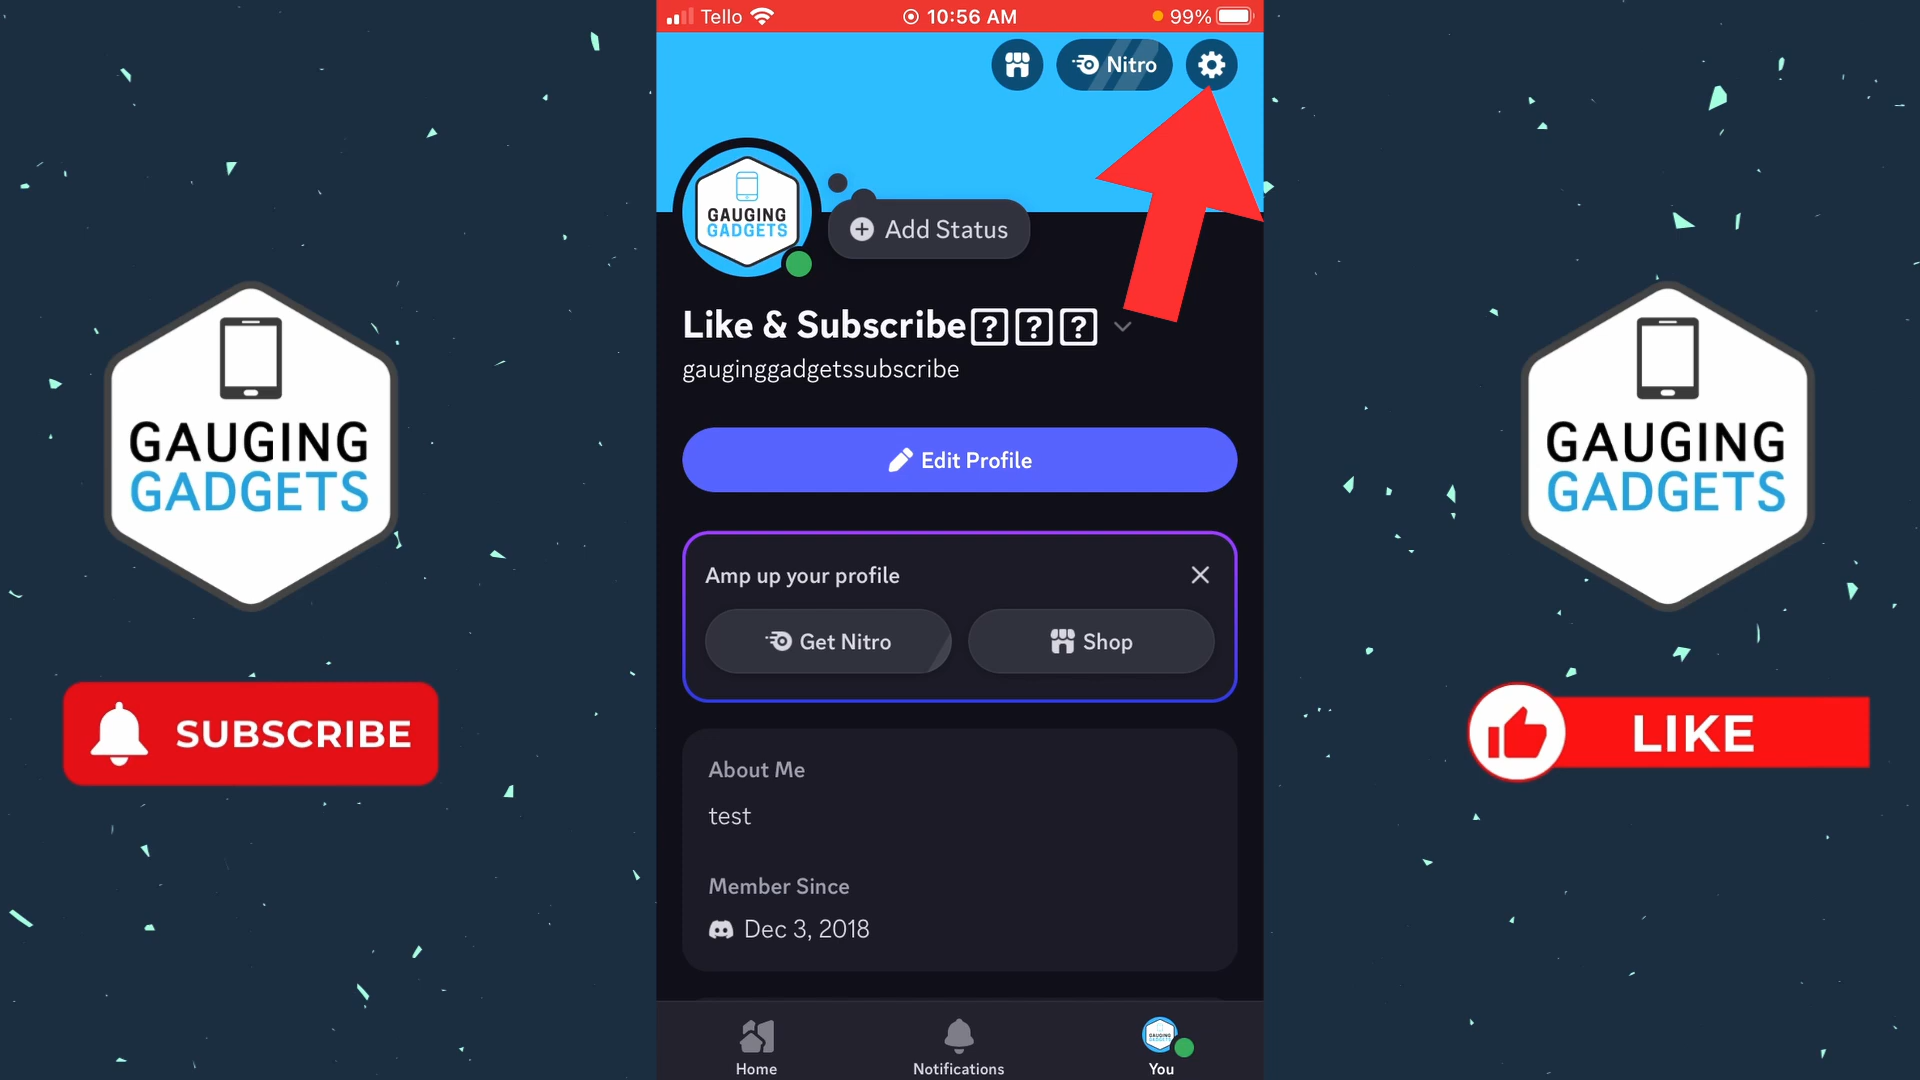 Tello
10:56 AM
99%
Nitro
GAUGING
GADGETS
Add Status
Like & Subscribe
gauginggadgetssubscribe
Edit Profile
Amp up your profile
Get Nitro
Shop
About Me
test
Member Since
Dec 3, 2018
Home
Notifications
You
GAUGING
GADGETS
SUBSCRIBE
GAUGING
GADGETS
LIKE